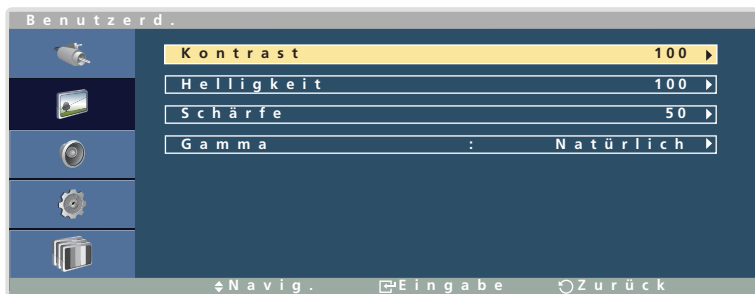 Benutzerd.
Kontrast 100
Helligkeit 100
Schärfe 50
Gamma : Natürlich
Navig. Eingabe Zurück